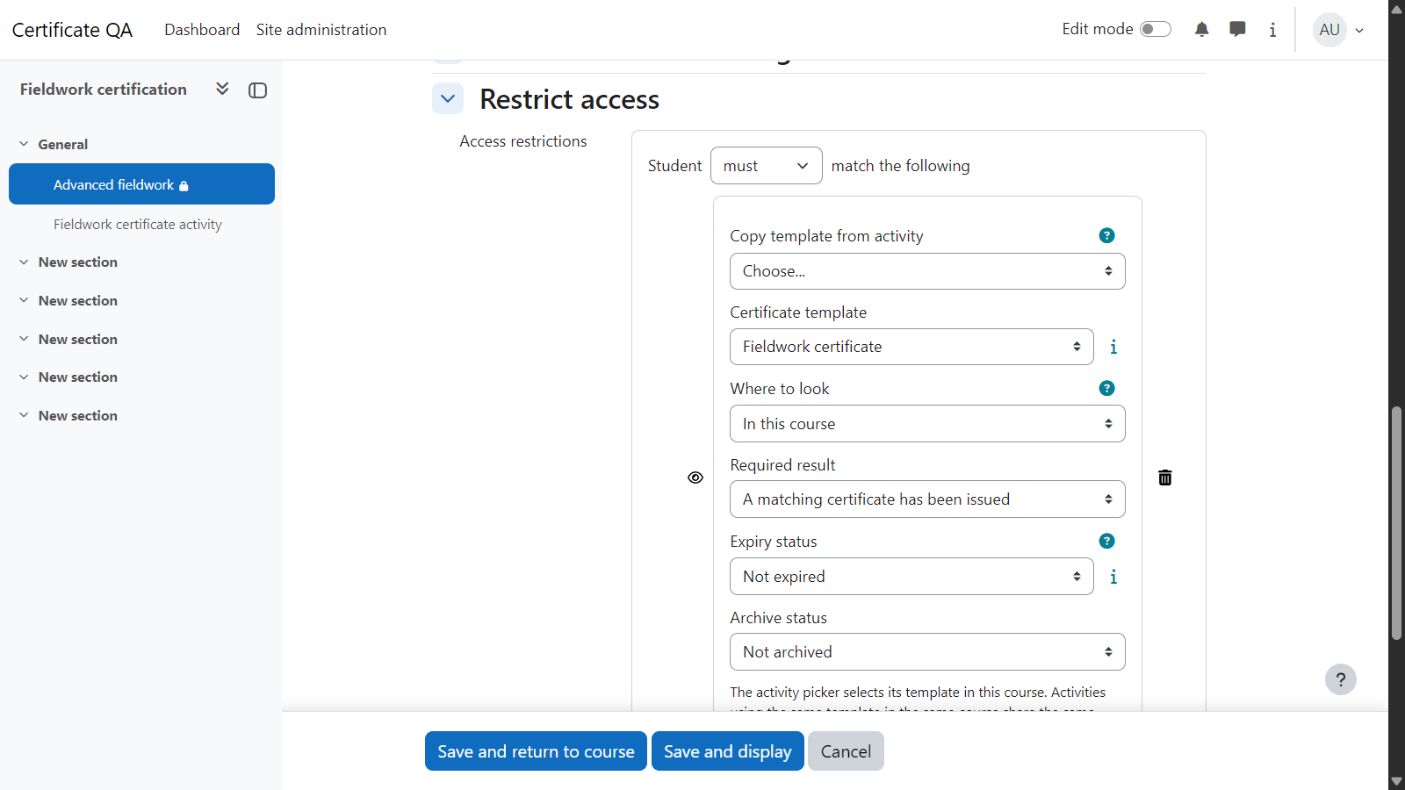 Certificate QA
Dashboard
Site administration
Edit mode
AU
Fieldwork certification
General
Advanced fieldwork
Fieldwork certificate activity
New section
New section
New section
New section
New section
Restrict access
Access restrictions
Student must match the following
Copy template from activity
Choose...
Certificate template
Fieldwork certificate
Where to look
In this course
Required result
A matching certificate has been issued
Expiry status
Not expired
Archive status
Not archived
The activity picker selects its template in this course. Activities
Save and return to course
Save and display
Cancel
?